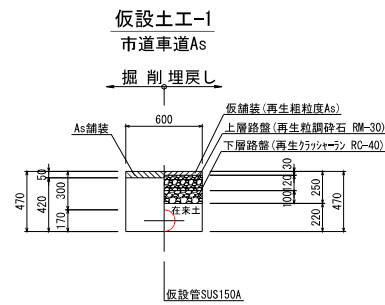 仮設土工-1
市道車道As
掘 削 埋戻し
仮舗装(再生粗粒度As)
As舗装
600
上層路盤(再生粒調砕石 RM-30)
下層路盤(再生クラッシャーラン RC-40)
470
50
420
300
170
在来土
30
120
100
250
220
470
仮設管SUS150A